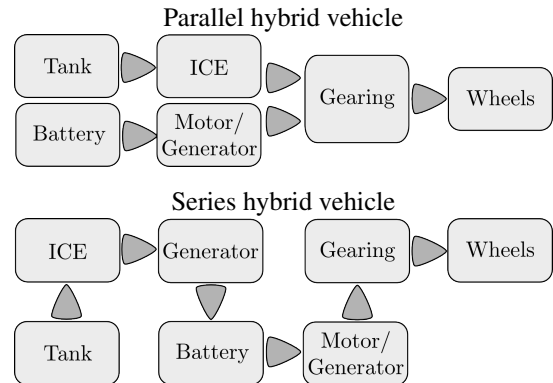 Parallel hybrid vehicle
Tank
ICE
Gearing
Wheels
Battery
Motor/
Generator
Series hybrid vehicle
ICE
Generator
Gearing
Wheels
Tank
Battery
Motor/
Generator